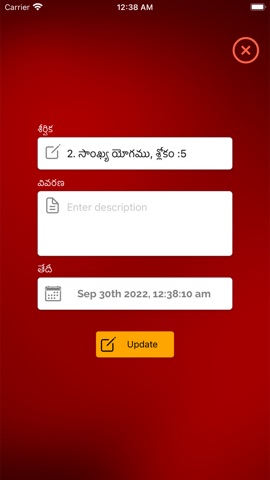 Carrier 12:38 AM
శీర్షిక
2. సాంఖ్య యోగము, శ్లోకం :5
వివరణ
Enter description
తేదీ
Sep 30th 2022, 12:38:10 am
Update